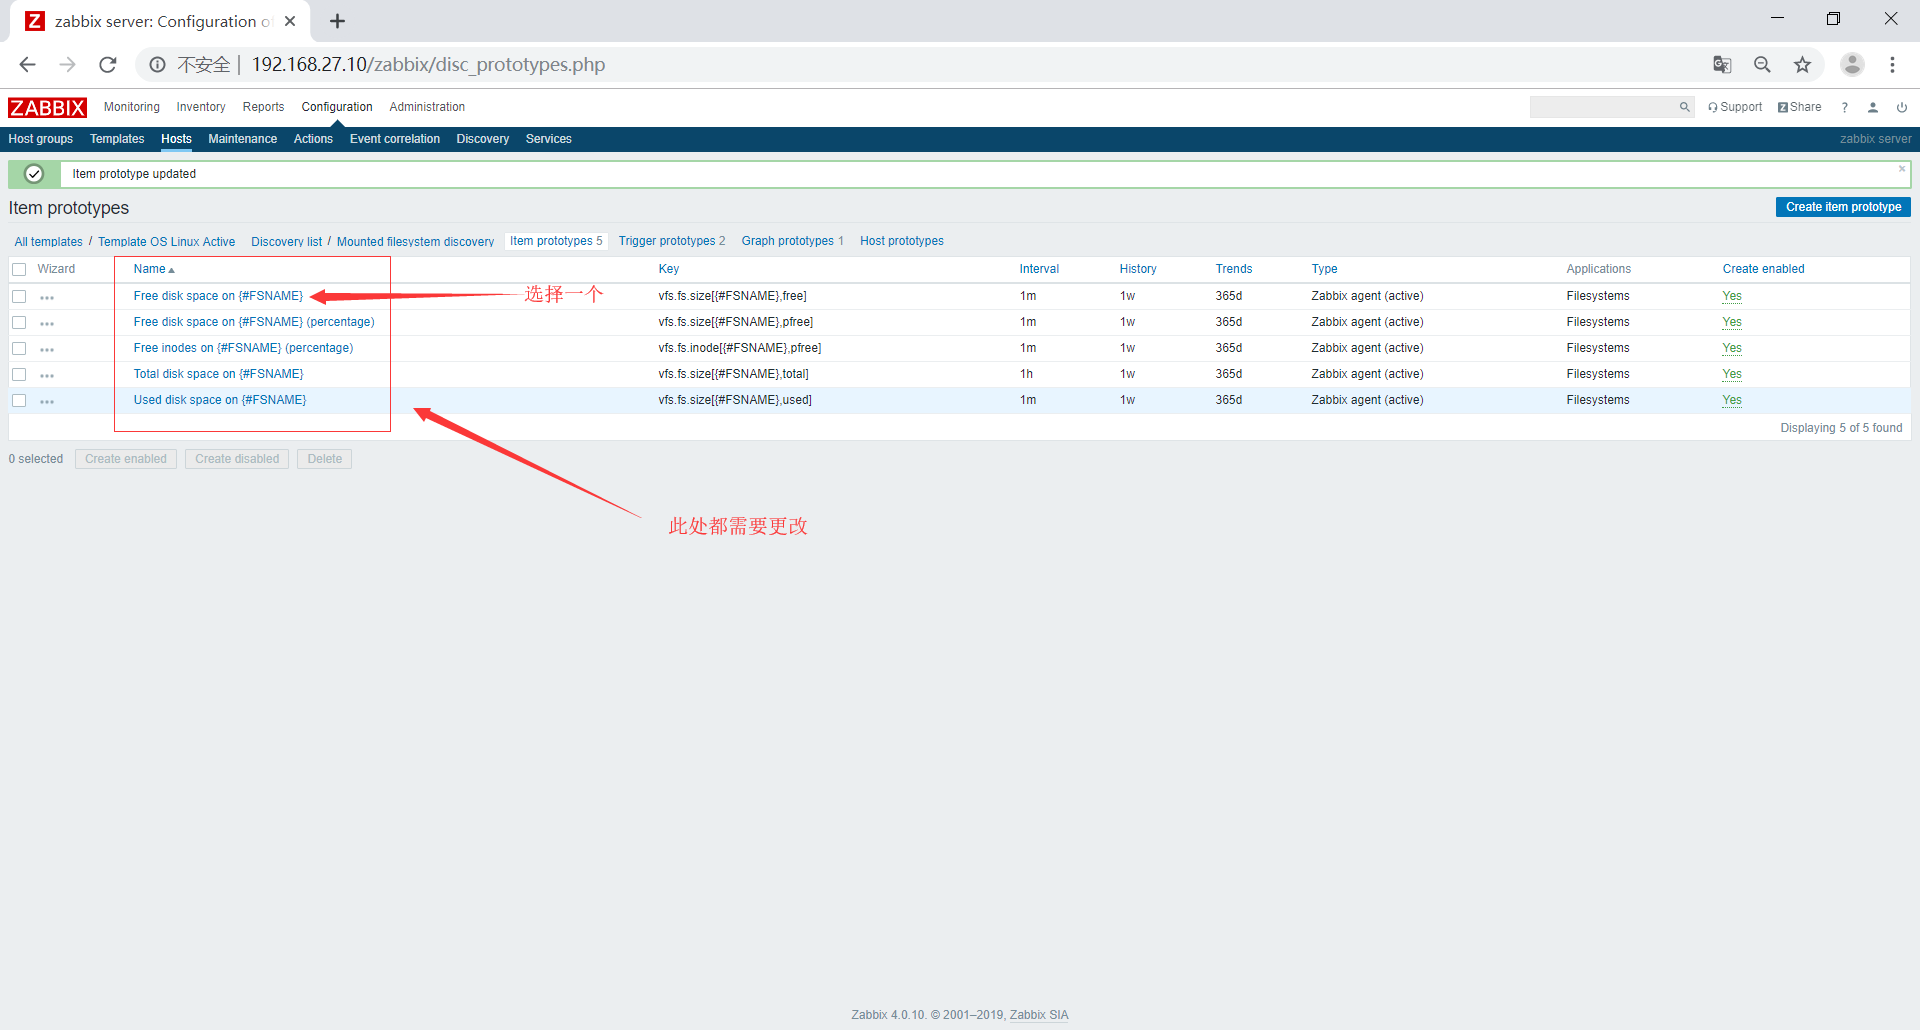 Z zabbix server: Configuration o
不安全 | 192.168.27.10/zabbix/disc_prototypes.php
ZABBIX Monitoring Inventory Reports Configuration Administration Support Z Share ?
Host groups Templates Hosts Maintenance Actions Event correlation Discovery Services zabbix server
Item prototype updated
Item prototypes Create item prototype
All templates / Template OS Linux Active Discovery list / Mounted filesystem discovery Item prototypes 5 Trigger prototypes 2 Graph prototypes 1 Host prototypes
Wizard Name Key Interval History Trends Type Applications Create enabled
Free disk space on {#FSNAME} 选择一个 vfs.fs.size[{#FSNAME},free] 1m 1w 365d Zabbix agent (active) Filesystems Yes
Free disk space on {#FSNAME} (percentage) vfs.fs.size[{#FSNAME},pfree] 1m 1w 365d Zabbix agent (active) Filesystems Yes
Free inodes on {#FSNAME} (percentage) vfs.fs.inode[{#FSNAME},pfree] 1m 1w 365d Zabbix agent (active) Filesystems Yes
Total disk space on {#FSNAME} vfs.fs.size[{#FSNAME},total] 1h 1w 365d Zabbix agent (active) Filesystems Yes
Used disk space on {#FSNAME} vfs.fs.size[{#FSNAME},used] 1m 1w 365d Zabbix agent (active) Filesystems Yes
Displaying 5 of 5 found
0 selected Create enabled Create disabled Delete
此处都需要更改
Zabbix 4.0.10. © 2001–2019, Zabbix SIA